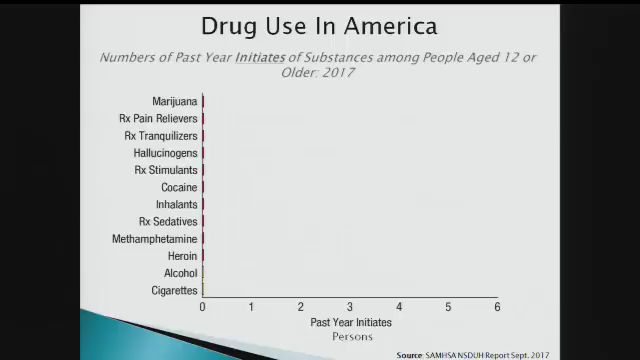 Drug Use In America
Numbers of Past Year Initiates of Substances among People Aged 12 or
Older: 2017
Marijuana
Rx Pain Relievers
Rx Tranquilizers
Hallucinogens
Rx Stimulants
Cocaine
Inhalants
Rx Sedatives
Methamphetamine
Heroin
Alcohol
Cigarettes
0 1 2 3 4 5 6
Past Year Initiates
Persons
Source: SAMHSA NSDUH Report Sept. 2017